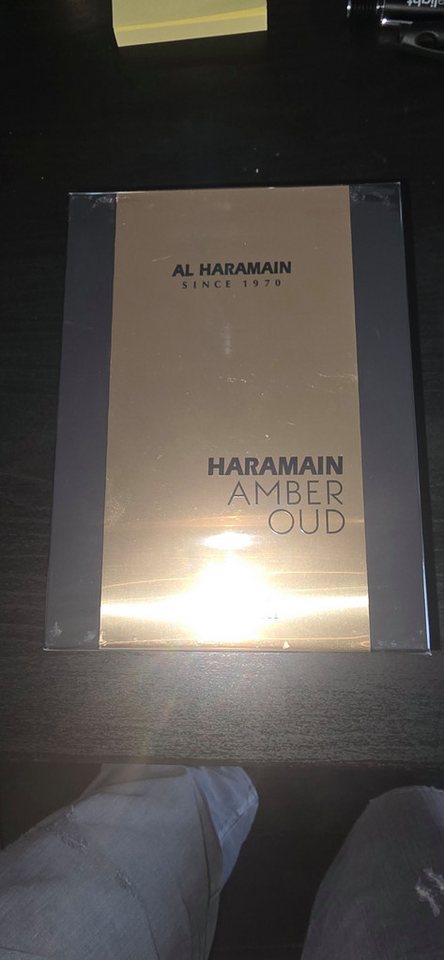 AL HARAMAIN
SINCE 1970
HARAMAIN
AMBER
OUD